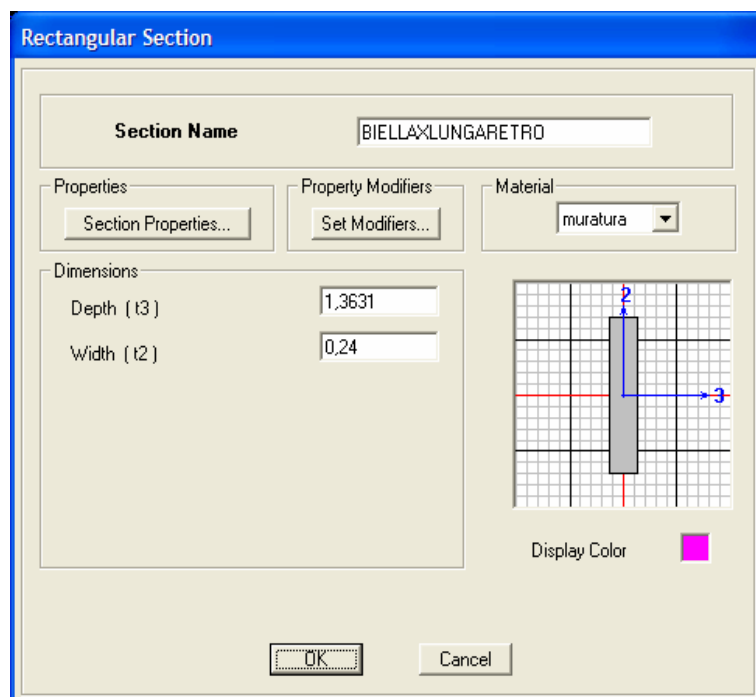 Rectangular Section
Section Name BIELLAXLUNGARETRO
Properties Property Modifiers Material
Section Properties... Set Modifiers... muratura
Dimensions
Depth ( t3 ) 1,3631
Width ( t2 ) 0,24
2
3
Display Color
OK Cancel